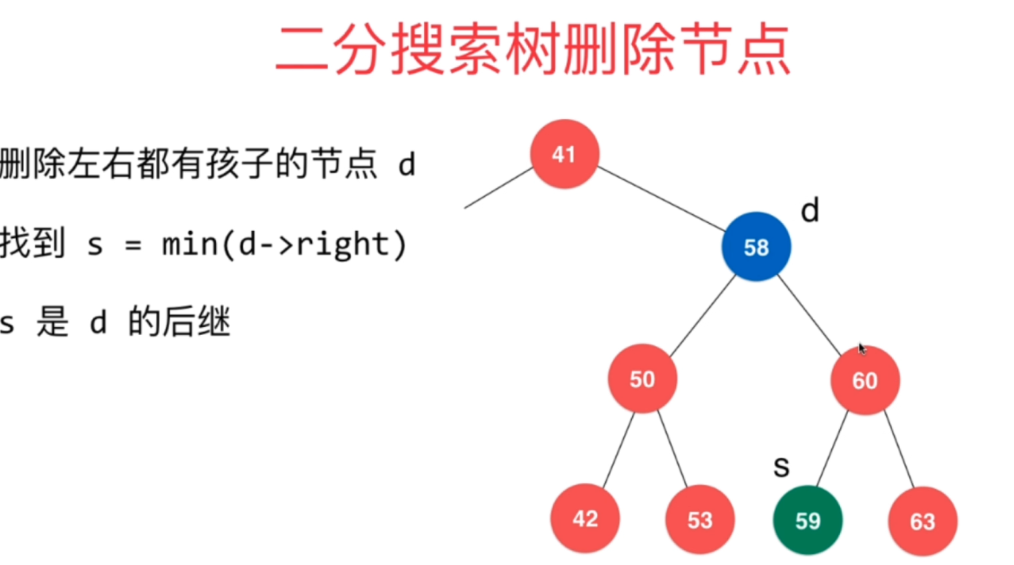 二分搜索树删除节点
删除左右都有孩子的节点 d
找到 s = min(d->right)
s 是 d 的后继
41
d
58
50
60
s
42
53
59
63